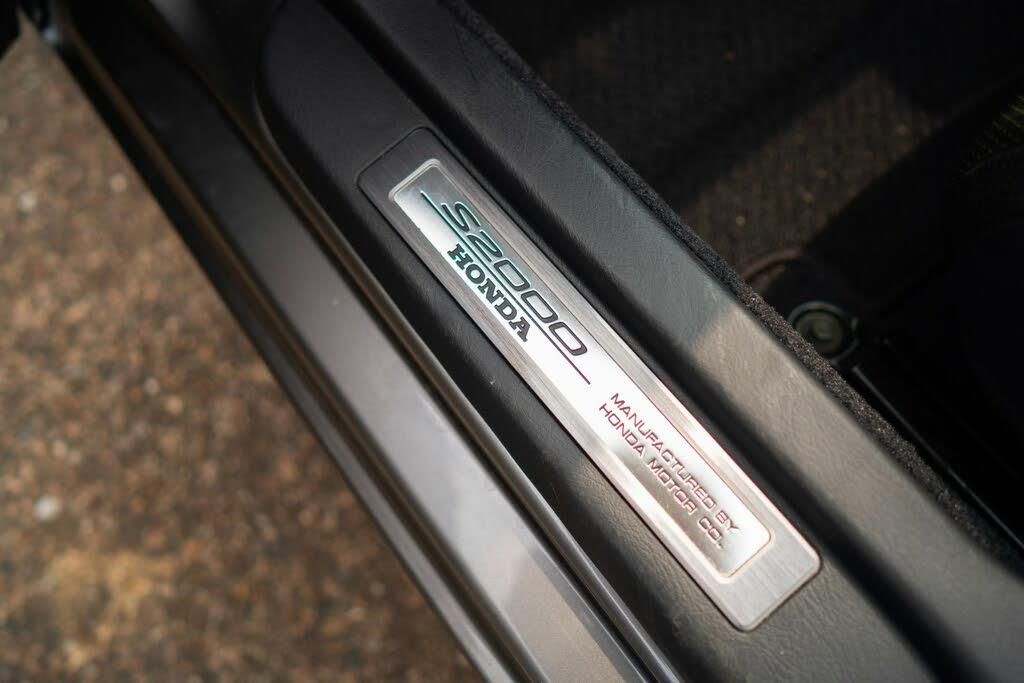 S2000
HONDA
MANUFACTURED BY
HONDA MOTOR CO.